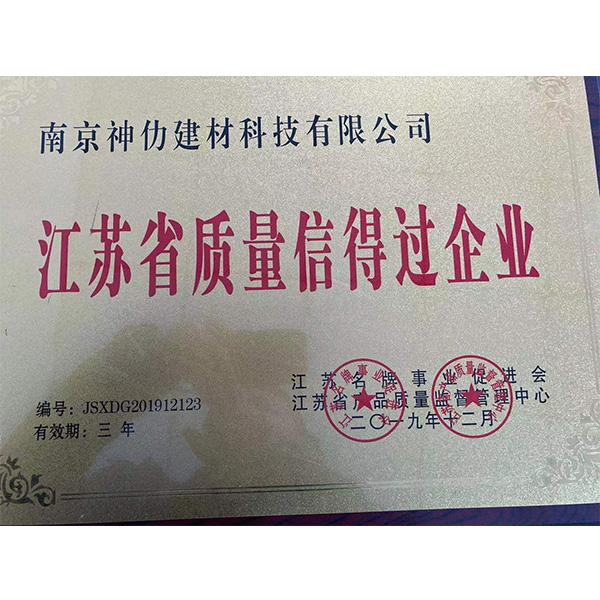 南京神仂建材科技有限公司
江苏省质量信得过企业
江苏名牌事业促进会
编号：JSXDG201912123
江苏省产品质量监督管理中心
有效期：三年
二〇一九年十二月